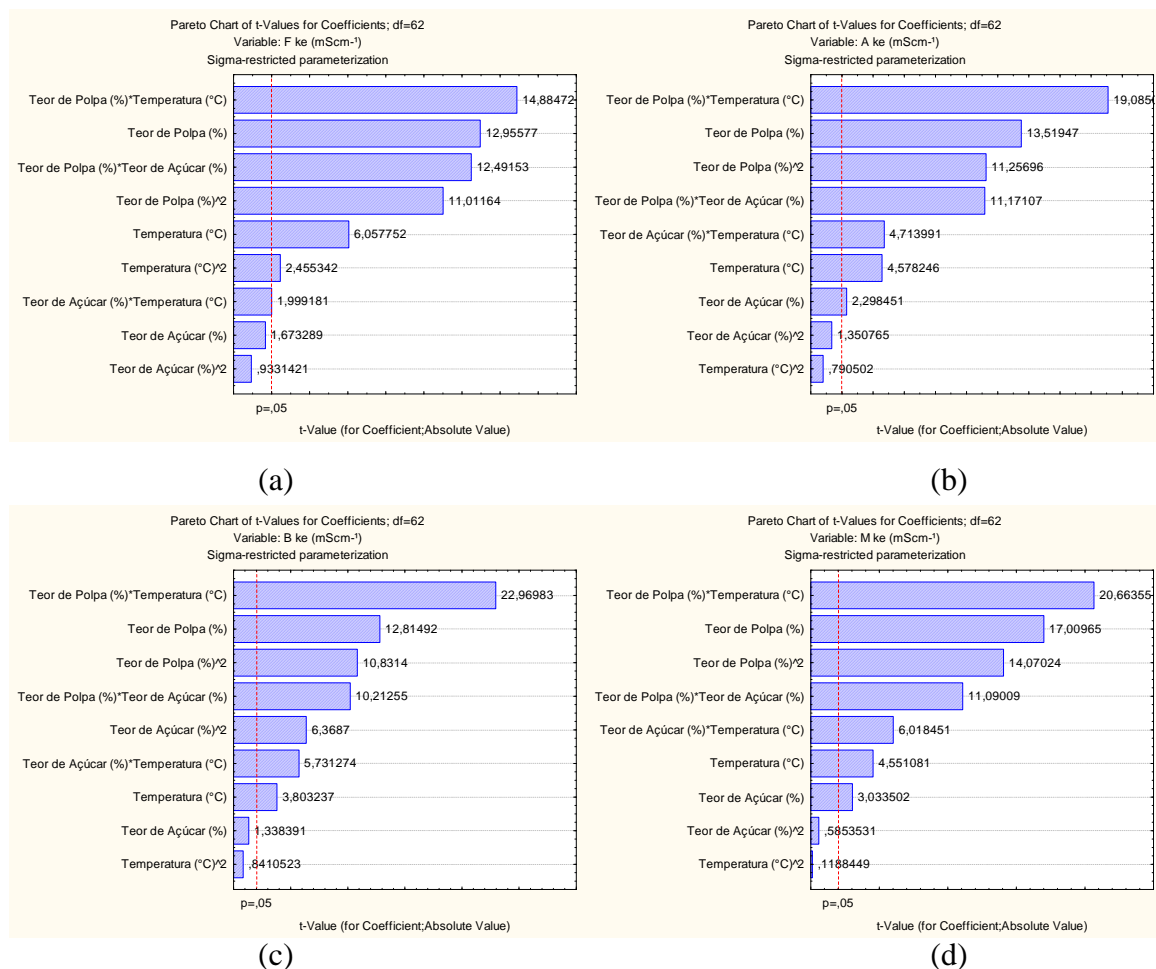 Pareto Chart of t-Values for Coefficients; df=62
Variable: F ke (mScm-¹)
Sigma-restricted parameterization
Teor de Polpa (%)*Temperatura (°C) 14,88472
Teor de Polpa (%) 12,95577
Teor de Polpa (%)*Teor de Açúcar (%) 12,49153
Teor de Polpa (%)^2 11,01164
Temperatura (°C) 6,057752
Temperatura (°C)^2 2,455342
Teor de Açúcar (%)*Temperatura (°C) 1,999181
Teor de Açúcar (%) 1,673289
Teor de Açúcar (%)^2 ,9331421
p=,05
t-Value (for Coefficient;Absolute Value)
(a)
Pareto Chart of t-Values for Coefficients; df=62
Variable: A ke (mScm-¹)
Sigma-restricted parameterization
Teor de Polpa (%)*Temperatura (°C) 19,085
Teor de Polpa (%) 13,51947
Teor de Polpa (%)^2 11,25696
Teor de Polpa (%)*Teor de Açúcar (%) 11,17107
Teor de Açúcar (%)*Temperatura (°C) 4,713991
Temperatura (°C) 4,578246
Teor de Açúcar (%) 2,298451
Teor de Açúcar (%)^2 1,350765
Temperatura (°C)^2 ,790502
p=,05
t-Value (for Coefficient;Absolute Value)
(b)
Pareto Chart of t-Values for Coefficients; df=62
Variable: B ke (mScm-¹)
Sigma-restricted parameterization
Teor de Polpa (%)*Temperatura (°C) 22,96983
Teor de Polpa (%) 12,81492
Teor de Polpa (%)^2 10,8314
Teor de Polpa (%)*Teor de Açúcar (%) 10,21255
Teor de Açúcar (%)^2 6,3687
Teor de Açúcar (%)*Temperatura (°C) 5,731274
Temperatura (°C) 3,803237
Teor de Açúcar (%) 1,338391
Temperatura (°C)^2 ,8410523
p=,05
t-Value (for Coefficient;Absolute Value)
(c)
Pareto Chart of t-Values for Coefficients; df=62
Variable: M ke (mScm-¹)
Sigma-restricted parameterization
Teor de Polpa (%)*Temperatura (°C) 20,66355
Teor de Polpa (%) 17,00965
Teor de Polpa (%)^2 14,07024
Teor de Polpa (%)*Teor de Açúcar (%) 11,09009
Teor de Açúcar (%)*Temperatura (°C) 6,018451
Temperatura (°C) 4,551081
Teor de Açúcar (%) 3,033502
Teor de Açúcar (%)^2 ,5853531
Temperatura (°C)^2 ,1188449
p=,05
t-Value (for Coefficient;Absolute Value)
(d)